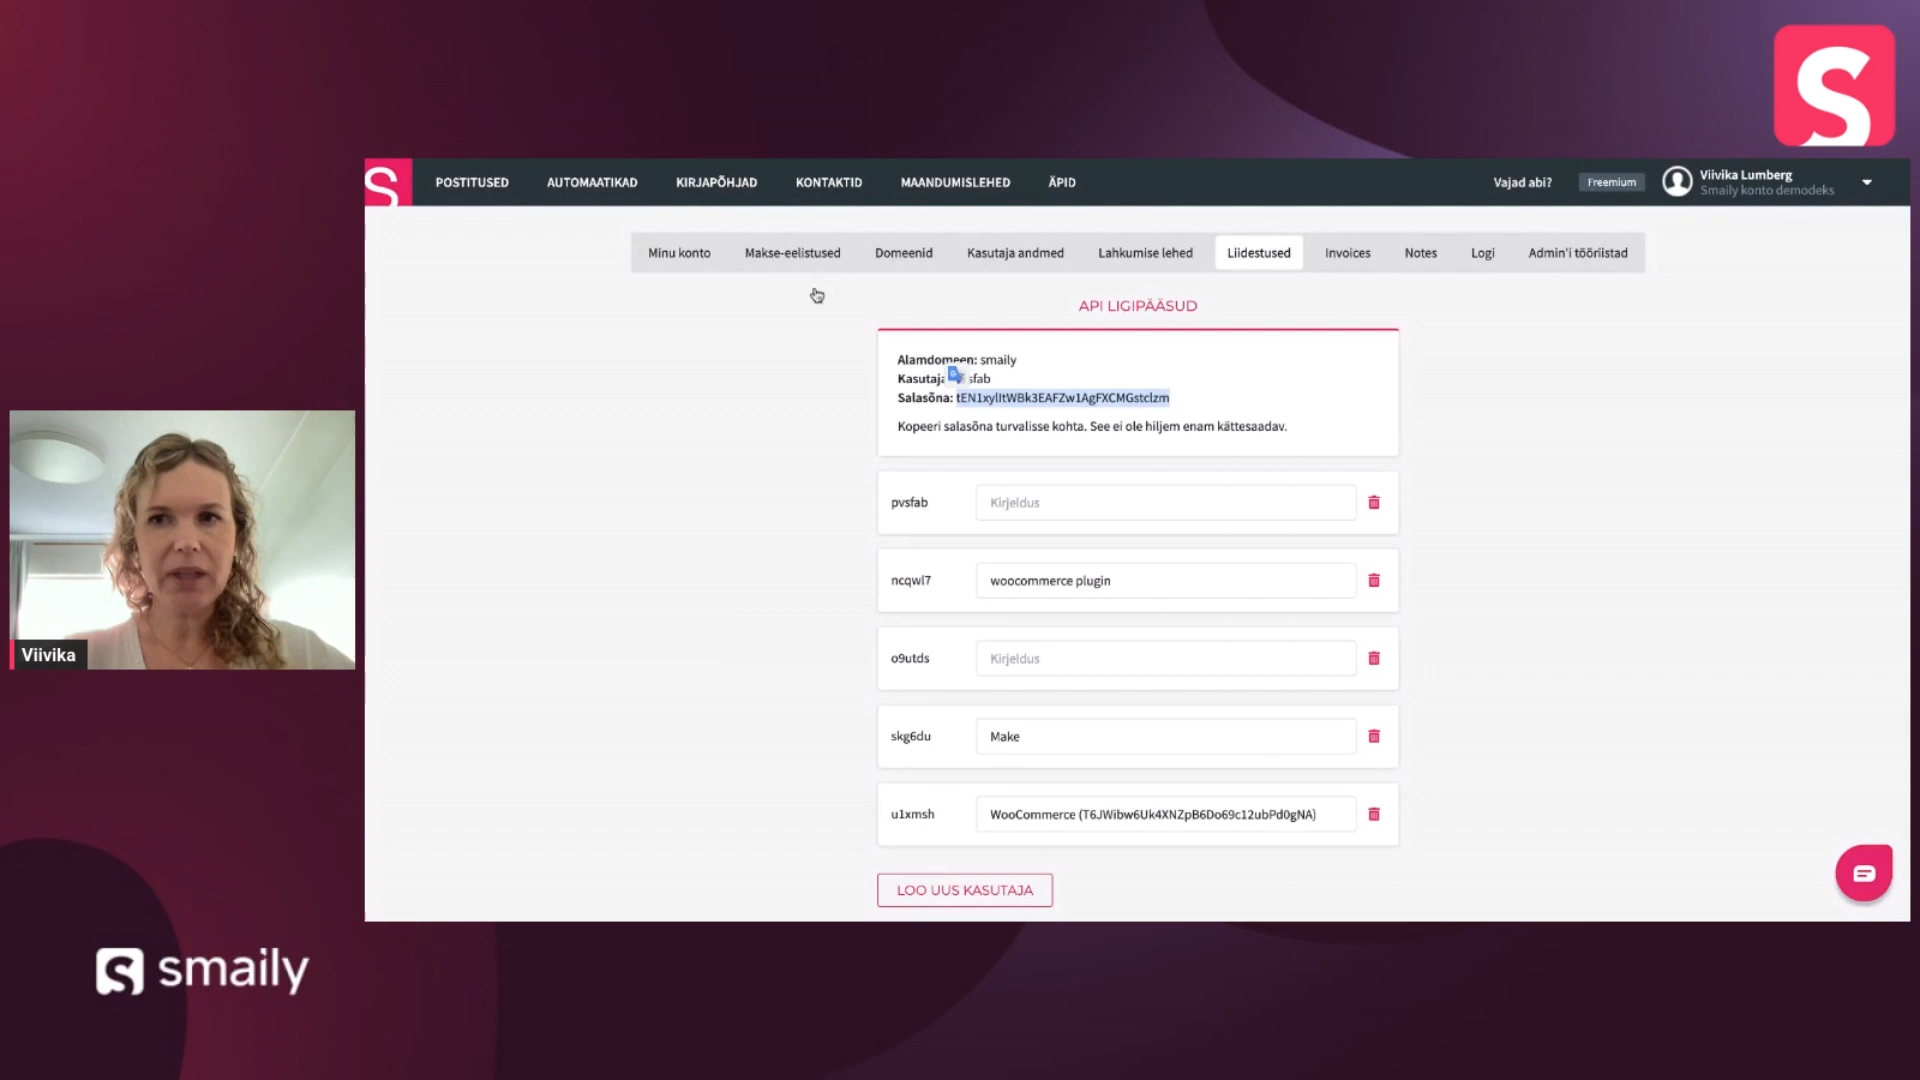 POSTITUSED AUTOMAATIKAD KIRJAPÕHJAD KONTAKTID MAANDUMISLEHED ÄPID Vajad abi? Freemium Viivika Lumberg
Smaily konto demodeks
Minu konto Makse-eelistused Domeenid Kasutaja andmed Lahkumise lehed Liidestused Invoices Notes Logi Admin'i tööriistad
API LIGIPÄÄSUD
Alamdomeen: smaily
sfab
Salasõna: tEN1xylItWBk3EAFZw1AgFXCMGstclzm
Kopeeri salasõna turvalisse kohta. See ei ole hiljem enam kättesaadav.
pvsfab Kirjeldus
ncqwl7 woocommerce plugin
o9utds Kirjeldus
skg6du Make
u1xmsh WooCommerce (T6JWibw6Uk4XNZpB6Do69c12ubPd0gNA)
LOO UUS KASUTAJA
Viivika
smaily